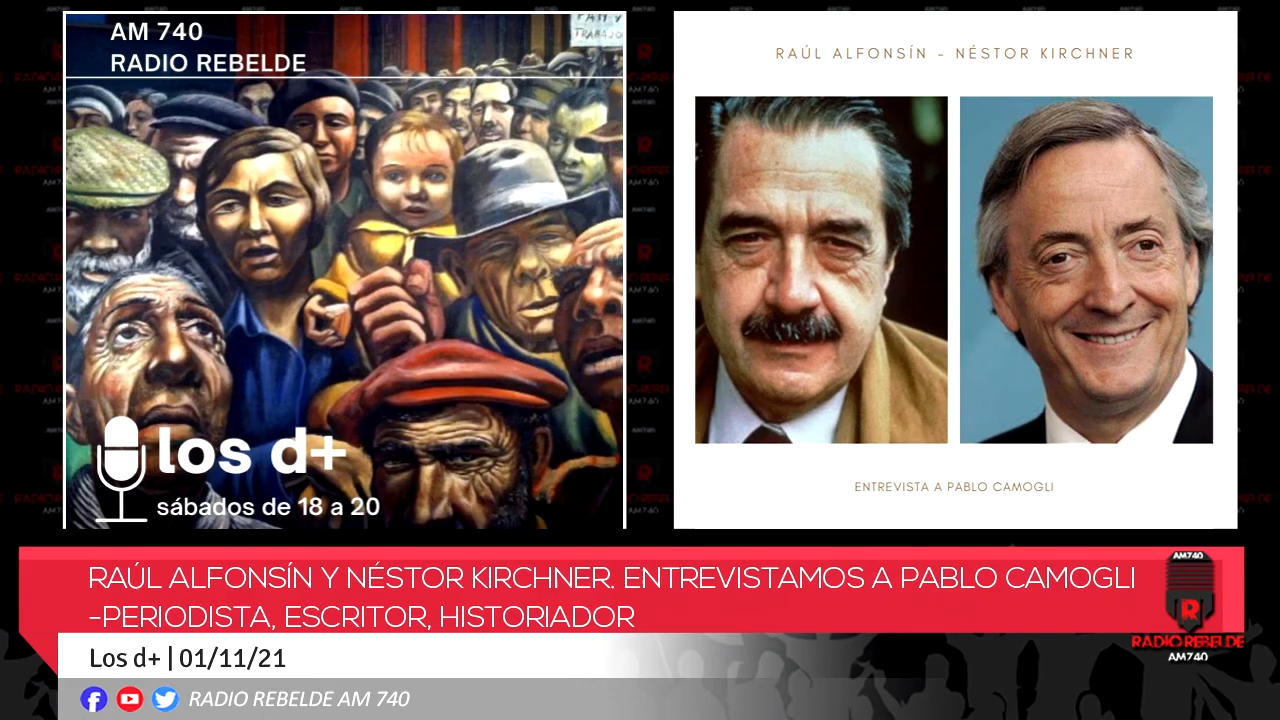 AM 740
RADIO REBELDE
PAN Y
TRABAJO
los d+
sábados de 18 a 20
RAÚL ALFONSÍN - NÉSTOR KIRCHNER
ENTREVISTA A PABLO CAMOGLI
RAÚL ALFONSÍN Y NÉSTOR KIRCHNER. ENTREVISTAMOS A PABLO CAMOGLI
-PERIODISTA, ESCRITOR, HISTORIADOR
AM740
R
RADIO REBELDE
AM740
Los d+ | 01/11/21
RADIO REBELDE AM 740